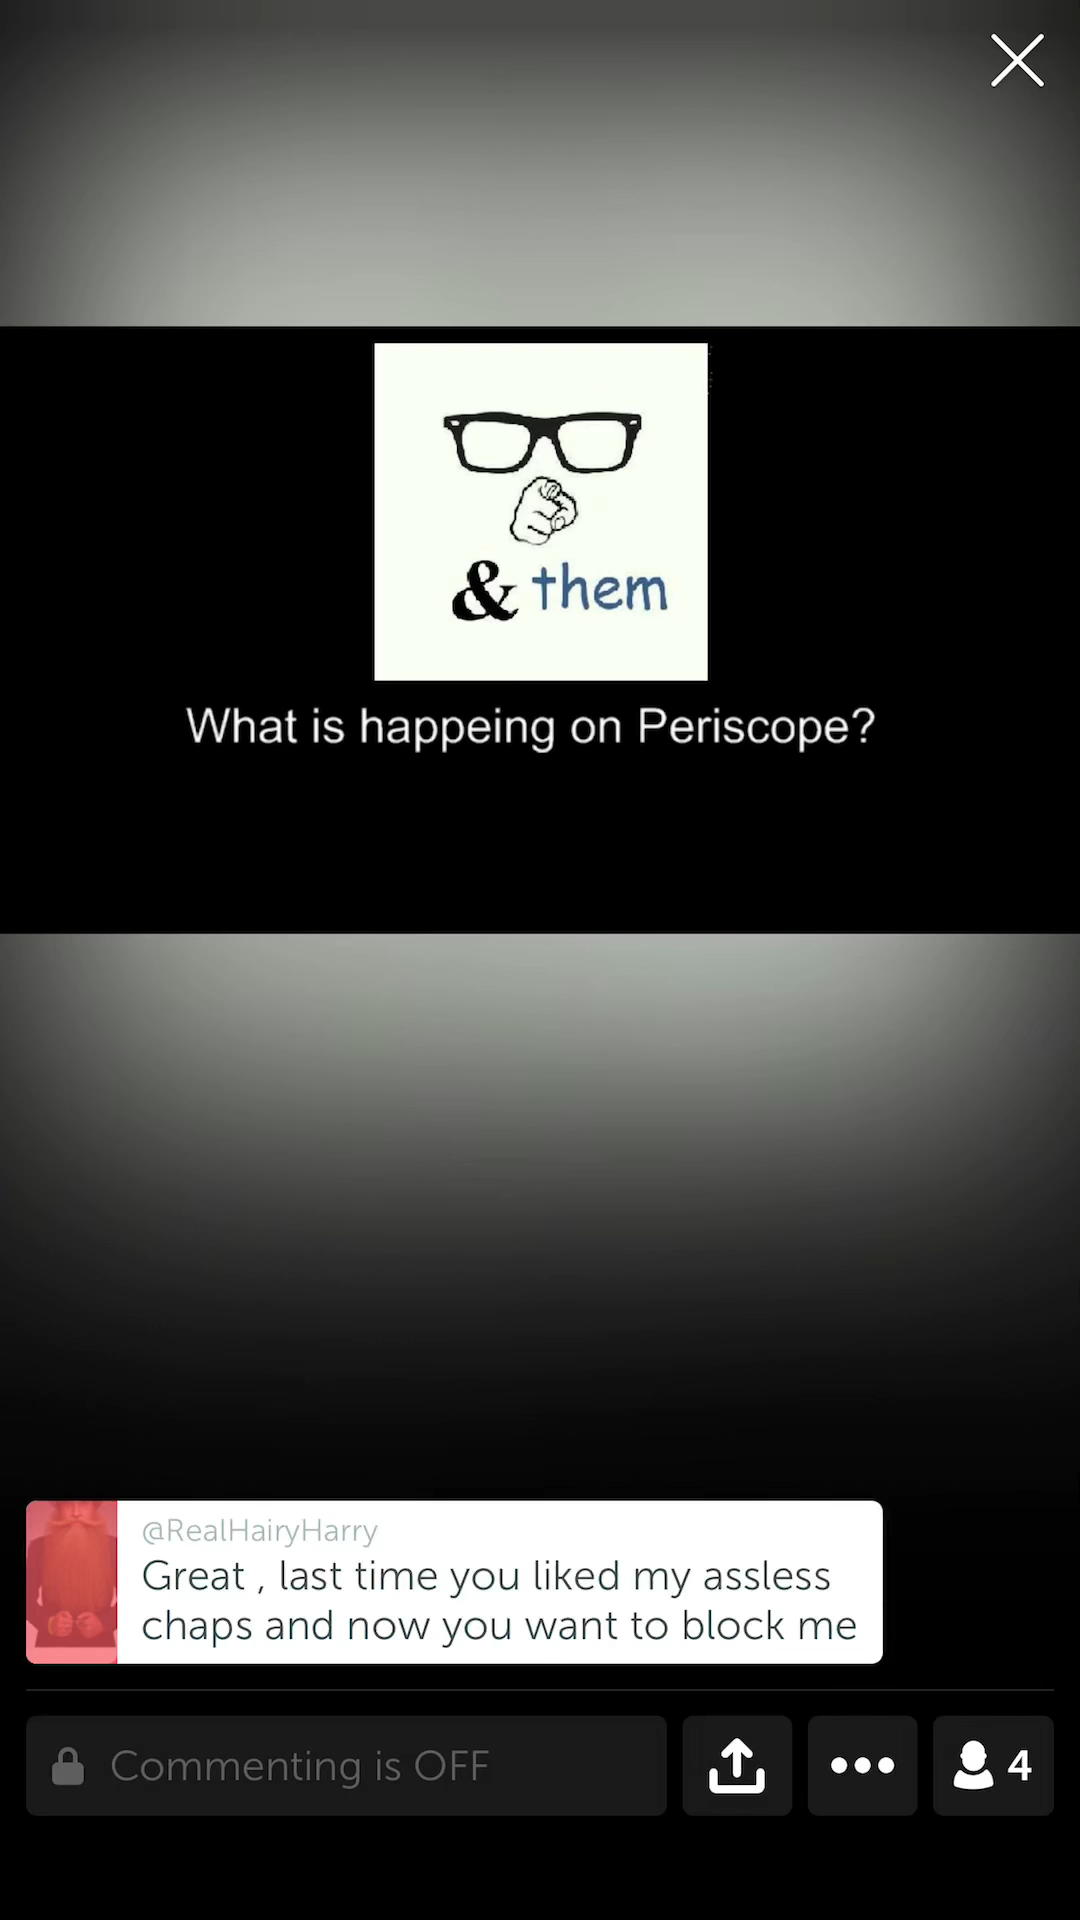 & them
What is happeing on Periscope?
@RealHairyHarry
Great , last time you liked my assless
chaps and now you want to block me
Commenting is OFF
4